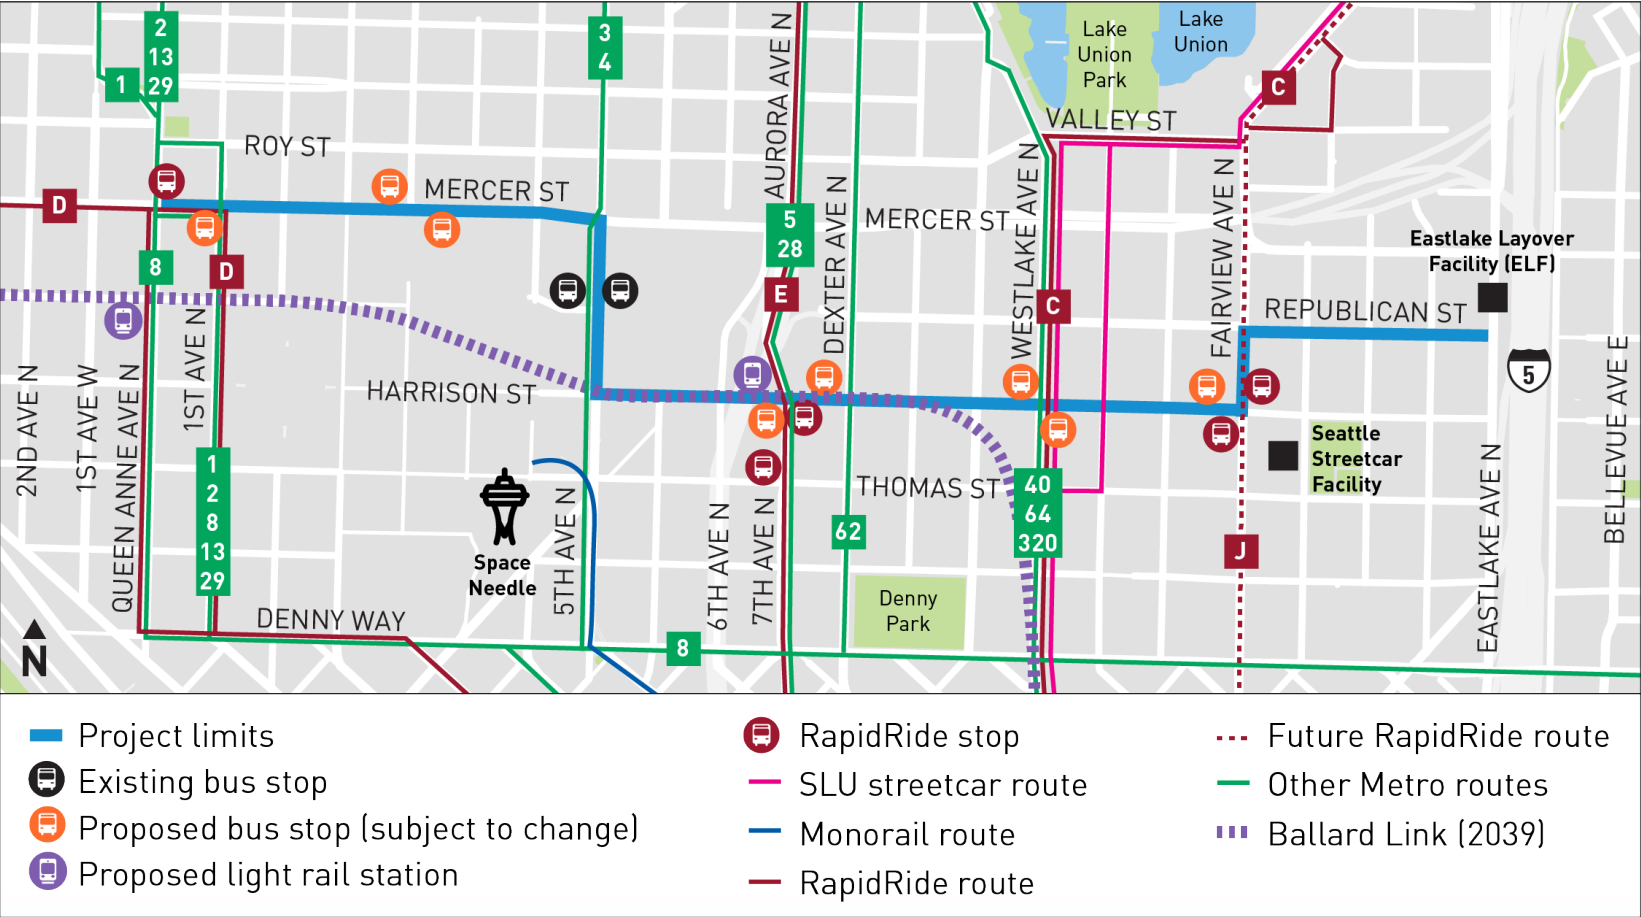 2
13
29
1
3
4
AURORA AVE N
Lake
Union
Park
Lake
Union
C
VALLEY ST
ROY ST
MERCER ST
D
MERCER ST
5
28
DEXTER AVE N
WESTLAKE AVE N
FAIRVIEW AVE N
Eastlake Layover
Facility (ELF)
8
D
E
C
REPUBLICAN ST
5
2ND AVE N
1ST AVE W
QUEEN ANNE AVE N
1ST AVE N
HARRISON ST
BELLEVUE AVE E
Seattle
Streetcar
Facility
1
2
8
13
29
Space
Needle
5TH AVE N
6TH AVE N
7TH AVE N
THOMAS ST
62
40
64
320
J
EASTLAKE AVE N
Denny
Park
DENNY WAY
8
N
Project limits
Existing bus stop
Proposed bus stop (subject to change)
Proposed light rail station
RapidRide stop
SLU streetcar route
Monorail route
RapidRide route
Future RapidRide route
Other Metro routes
Ballard Link (2039)